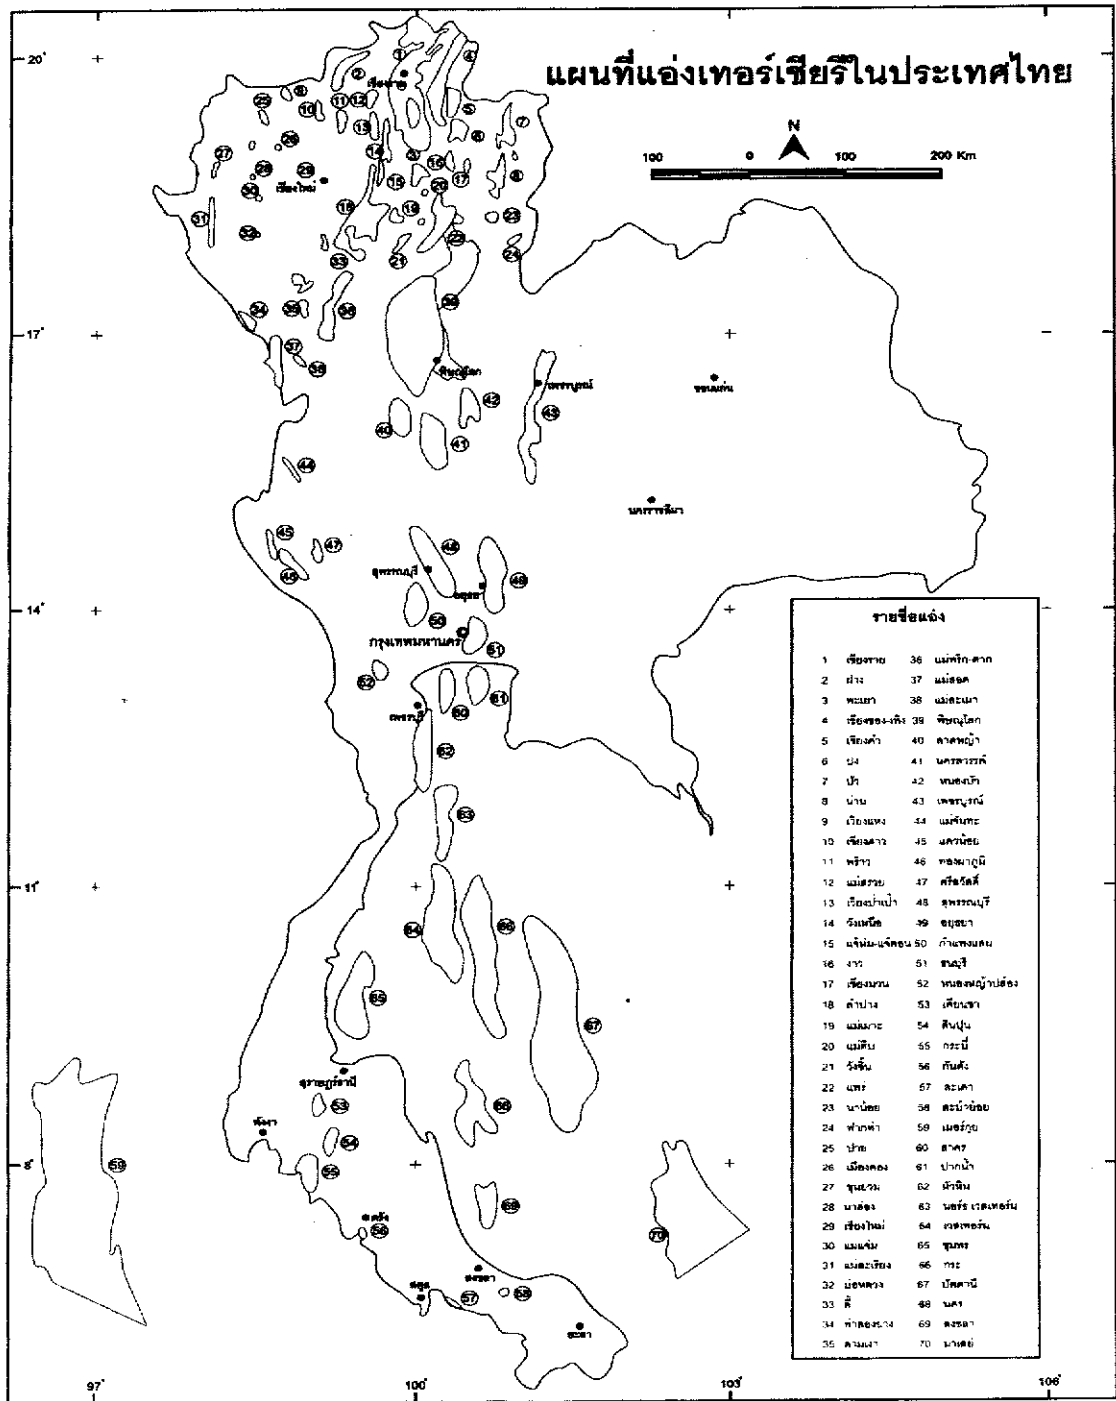 แผนที่แอ่งเทอร์เชียรีในประเทศไทย
N
100 0 100 200 Km
20°
17°
14°
11°
8°
97° 100° 103° 106°
เชียงราย
เชียงใหม่
พิษณุโลก
เพชรบูรณ์
ขอนแก่น
นครราชสีมา
สุพรรณบุรี
อยุธยา
กรุงเทพมหานคร
เพชรบุรี
สุราษฎร์ธานี
พังงา
ตรัง
สตูล
สงขลา
ยะลา
รายชื่อแอ่ง
1 เชียงราย 36 แม่พริก-ตาก
2 ฝาง 37 แม่สอด
3 พะเยา 38 แม่ละเมา
4 เชียงของ-เทิง 39 พิษณุโลก
5 เชียงคำ 40 ลาดหญ้า
6 ปง 41 นครสวรรค์
7 ปัว 42 หนองบัว
8 น่าน 43 เพชรบูรณ์
9 เวียงแหง 44 แม่จันทะ
10 เชียงดาว 45 แควน้อย
11 พร้าว 46 ทองผาภูมิ
12 แม่สรวย 47 ศรีสวัสดิ์
13 เวียงป่าเป้า 48 สุพรรณบุรี
14 วังเหนือ 49 อยุธยา
15 แจ้ห่ม-แจ้คอน 50 กำแพงแสน
16 งาว 51 ธนบุรี
17 เชียงม่วน 52 หนองหญ้าปล้อง
18 ลำปาง 53 เคียนซา
19 แม่เมาะ 54 สินปุน
20 แม่ตีบ 55 กระบี่
21 วังชิ้น 56 กันตัง
22 แพร่ 57 สะเดา
23 นาน้อย 58 สะบ้าย้อย
24 ฟากท่า 59 เมอร์กุย
25 ปาย 60 สาคร
26 เมืองคอง 61 ปากน้ำ
27 ขุนยวม 62 หัวหิน
28 นาฮ่อง 63 นอร์ธ เวสเทอร์น
29 เชียงใหม่ 64 เวสเทอร์น
30 แม่แจ่ม 65 ชุมพร
31 แม่สะเรียง 66 กระ
32 บ่อหลวง 67 ปัตตานี
33 ลี้ 68 นคร
34 ท่าสองยาง 69 สงขลา
35 สามเงา 70 มาเลย์